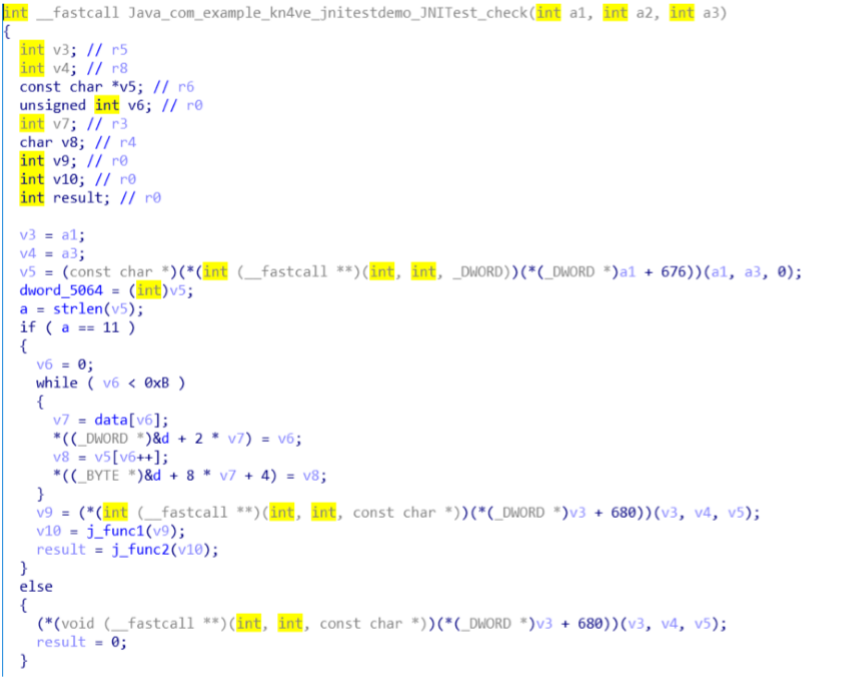 int __fastcall Java_com_example_kn4ve_jnitestdemo_JNITest_check(int a1, int a2, int a3)
{
int v3; // r5
int v4; // r8
const char *v5; // r6
unsigned int v6; // r0
int v7; // r3
char v8; // r4
int v9; // r0
int v10; // r0
int result; // r0
v3 = a1;
v4 = a3;
v5 = (const char *)(*(int (__fastcall **)(int, int, _DWORD))(*(_DWORD *)a1 + 676))(a1, a3, 0);
dword_5064 = (int)v5;
a = strlen(v5);
if ( a == 11 )
{
v6 = 0;
while ( v6 < 0xB )
{
v7 = data[v6];
*((_DWORD *)&d + 2 * v7) = v6;
v8 = v5[v6++];
*((_BYTE *)&d + 8 * v7 + 4) = v8;
}
v9 = (*(int (__fastcall **)(int, int, const char *))(*(_DWORD *)v3 + 680))(v3, v4, v5);
v10 = j_func1(v9);
result = j_func2(v10);
}
else
{
(*(void (__fastcall **)(int, int, const char *))(*(_DWORD *)v3 + 680))(v3, v4, v5);
result = 0;
}